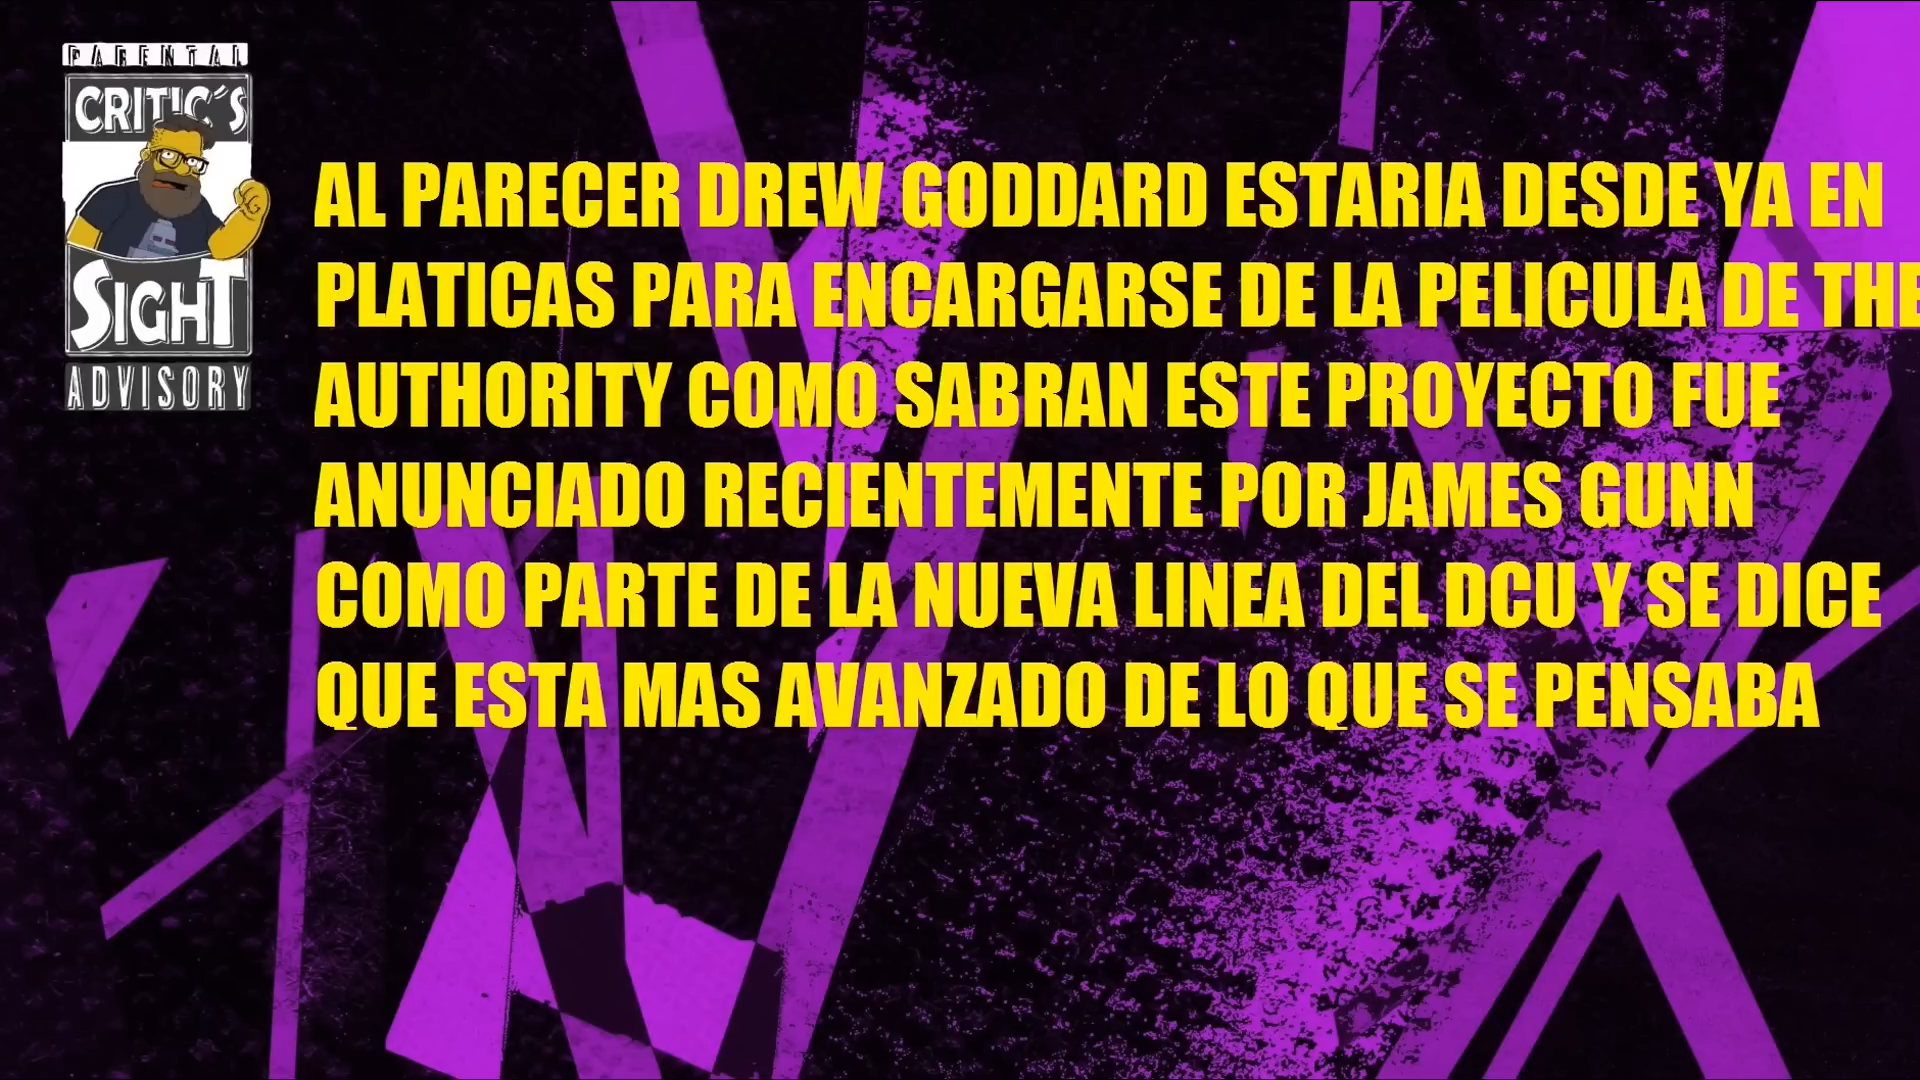 PARENTAL
CRITIC'S
SIGHT
ADVISORY
AL PARECER DREW GODDARD ESTARIA DESDE YA EN
PLATICAS PARA ENCARGARSE DE LA PELICULA DE THE
AUTHORITY COMO SABRAN ESTE PROYECTO FUE
ANUNCIADO RECIENTEMENTE POR JAMES GUNN
COMO PARTE DE LA NUEVA LINEA DEL DCU Y SE DICE
QUE ESTA MAS AVANZADO DE LO QUE SE PENSABA